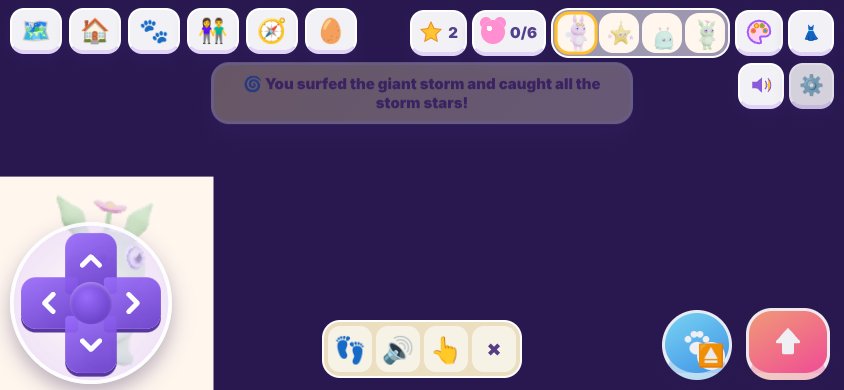 2
0/6
🌀 You surfed the giant storm and caught all the
storm stars!